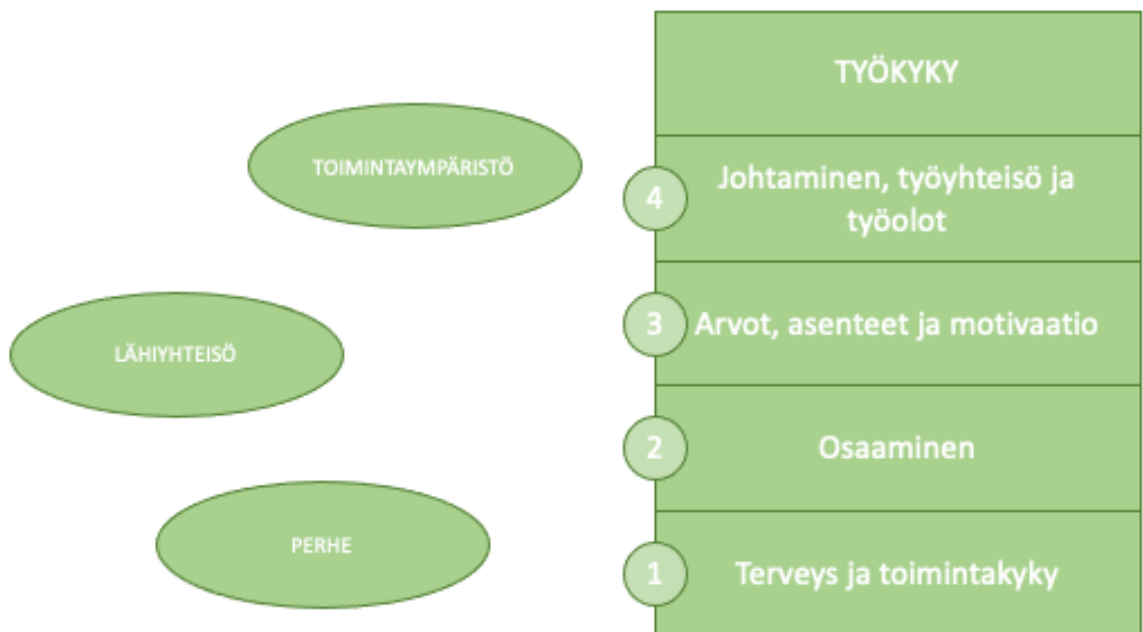 TYÖKYKY
TOIMINTAYMPÄRISTÖ
4
Johtaminen, työyhteisö ja
työolot
LÄHIYHTEISÖ
3
Arvot, asenteet ja motivaatio
2
Osaaminen
PERHE
1
Terveys ja toimintakyky